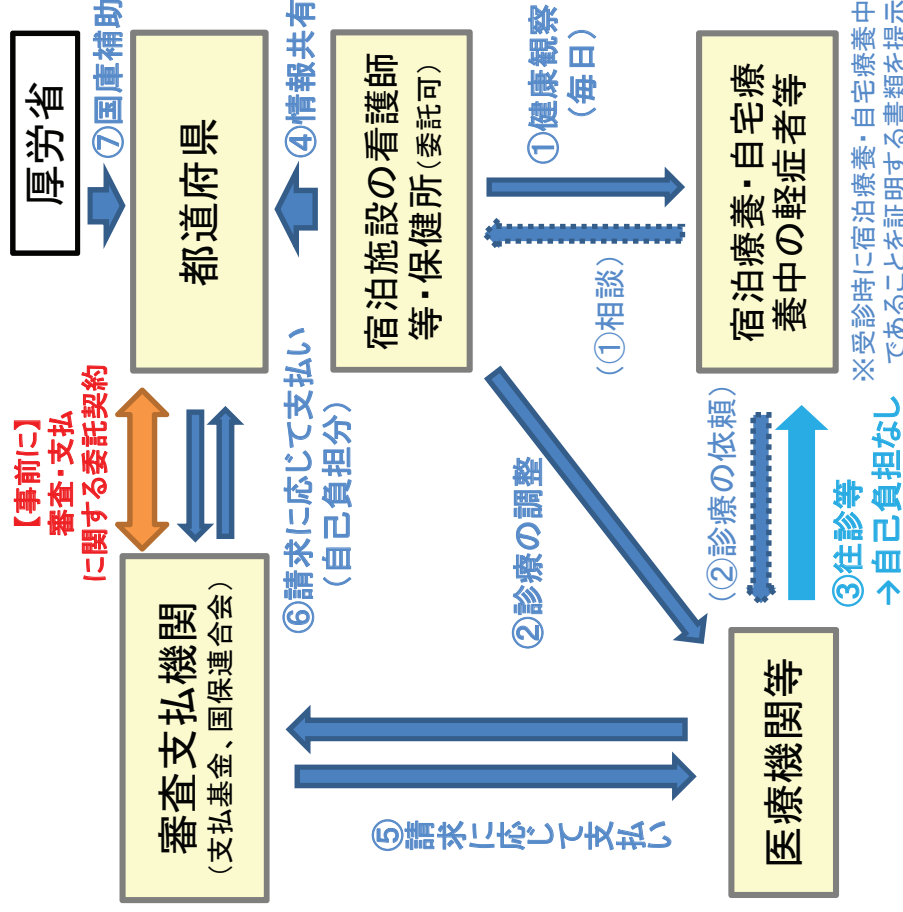 厚労省
⑦国庫補助
【事前に】
審査・支払
に関する委託契約
都道府県
④情報共有
審査支払機関
(支払基金、国保連合会)
⑥請求に応じて支払い
(自己負担分)
宿泊施設の看護師
等・保健所(委託可)
①健康観察
(毎日)
(①相談)
②診療の調整
⑤請求に応じて支払い
宿泊療養・自宅療
養中の軽症者等
(②診療の依頼)
③往診等
→自己負担なし
医療機関等
※受診時に宿泊療養・自宅療養中
であることを証明する書類を提示